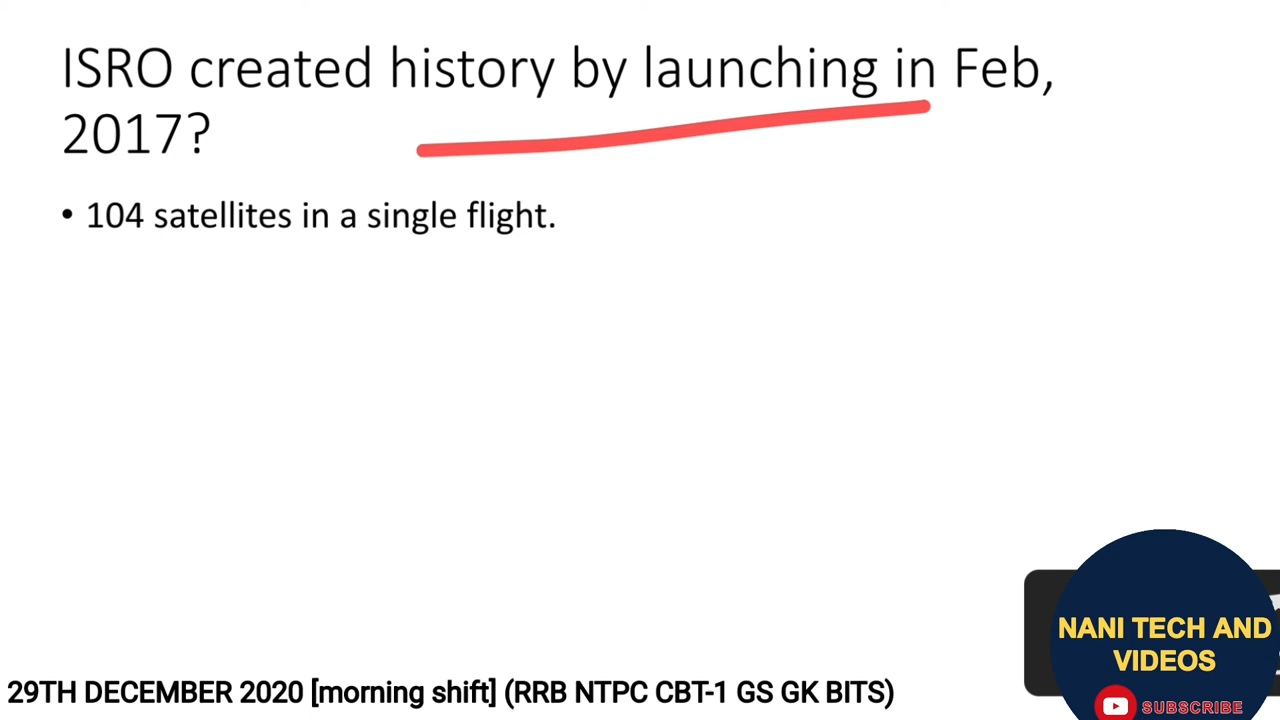 ISRO created history by launching in Feb,
2017?
• 104 satellites in a single flight.
NANI TECH AND
VIDEOS
SUBSCRIBE
29TH DECEMBER 2020 [morning shift] (RRB NTPC CBT-1 GS GK BITS)